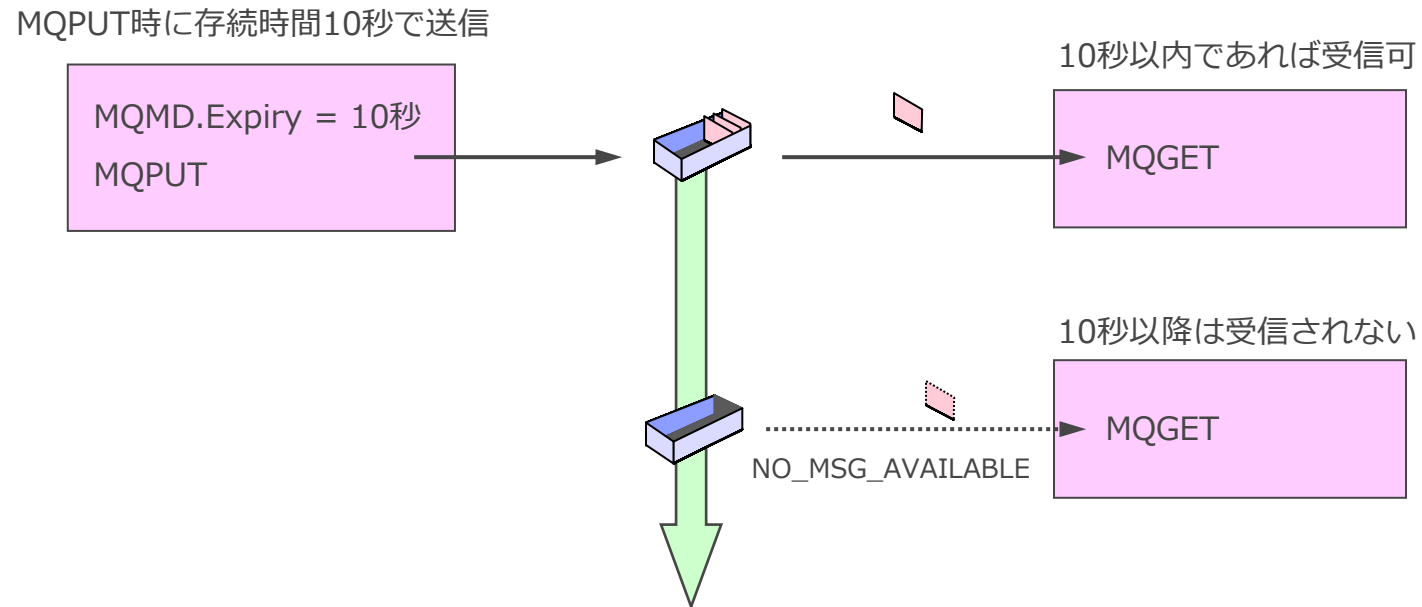 MQPUT時に存続時間10秒で送信
MQMD.Expiry = 10秒
MQPUT
10秒以内であれば受信可
MQGET
10秒以降は受信されない
MQGET
NO_MSG_AVAILABLE